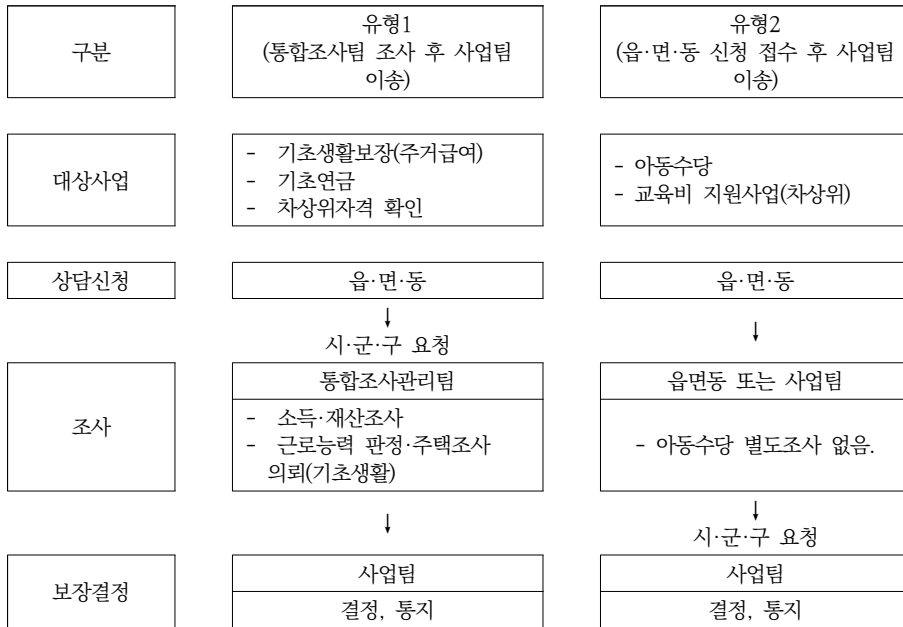 구분
유형1
(통합조사팀 조사 후 사업팀
이송)
유형2
(읍·면·동 신청 접수 후 사업팀
이송)
대상사업
- 기초생활보장(주거급여)
- 기초연금
- 차상위자격 확인
- 아동수당
- 교육비 지원사업(차상위)
상담신청
읍·면·동
읍·면·동
↓
↓
시·군·구 요청
조사
통합조사관리팀
- 소득·재산조사
- 근로능력 판정·주택조사
의뢰(기초생활)
읍면동 또는 사업팀
- 아동수당 별도조사 없음.
↓
↓
시·군·구 요청
보장결정
사업팀
결정, 통지
사업팀
결정, 통지